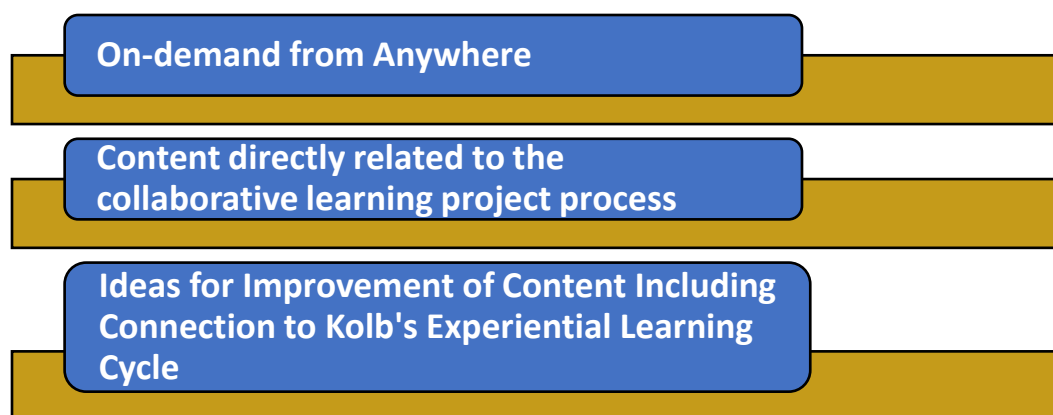 On-demand from Anywhere
Content directly related to the
collaborative learning project process
Ideas for Improvement of Content Including
Connection to Kolb's Experiential Learning
Cycle